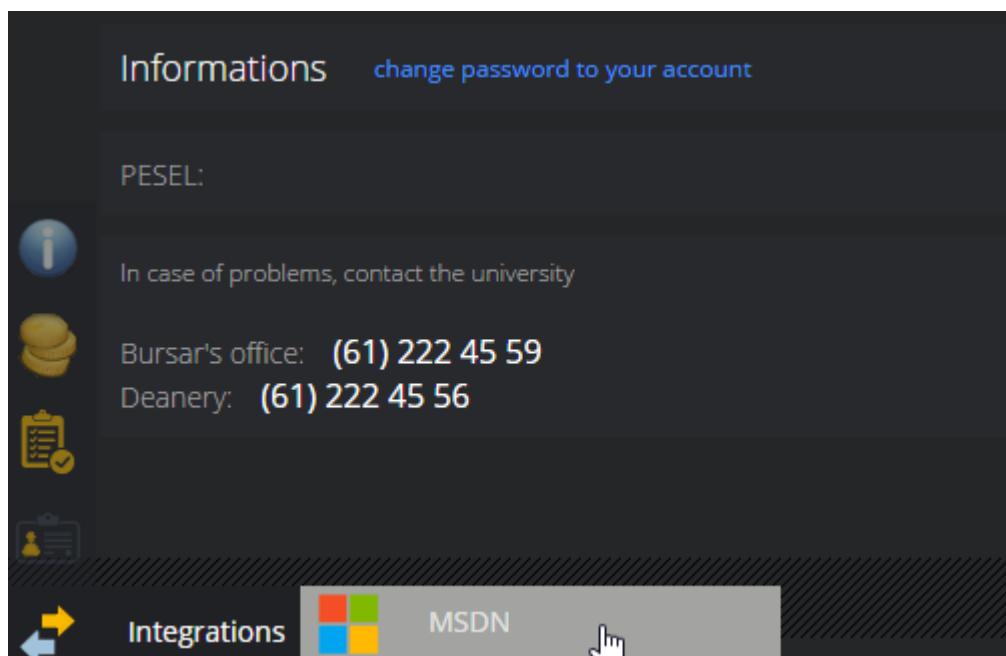 Informations change password to your account
PESEL:
In case of problems, contact the university
Bursar's office: (61) 222 45 59
Deanery: (61) 222 45 56
Integrations MSDN